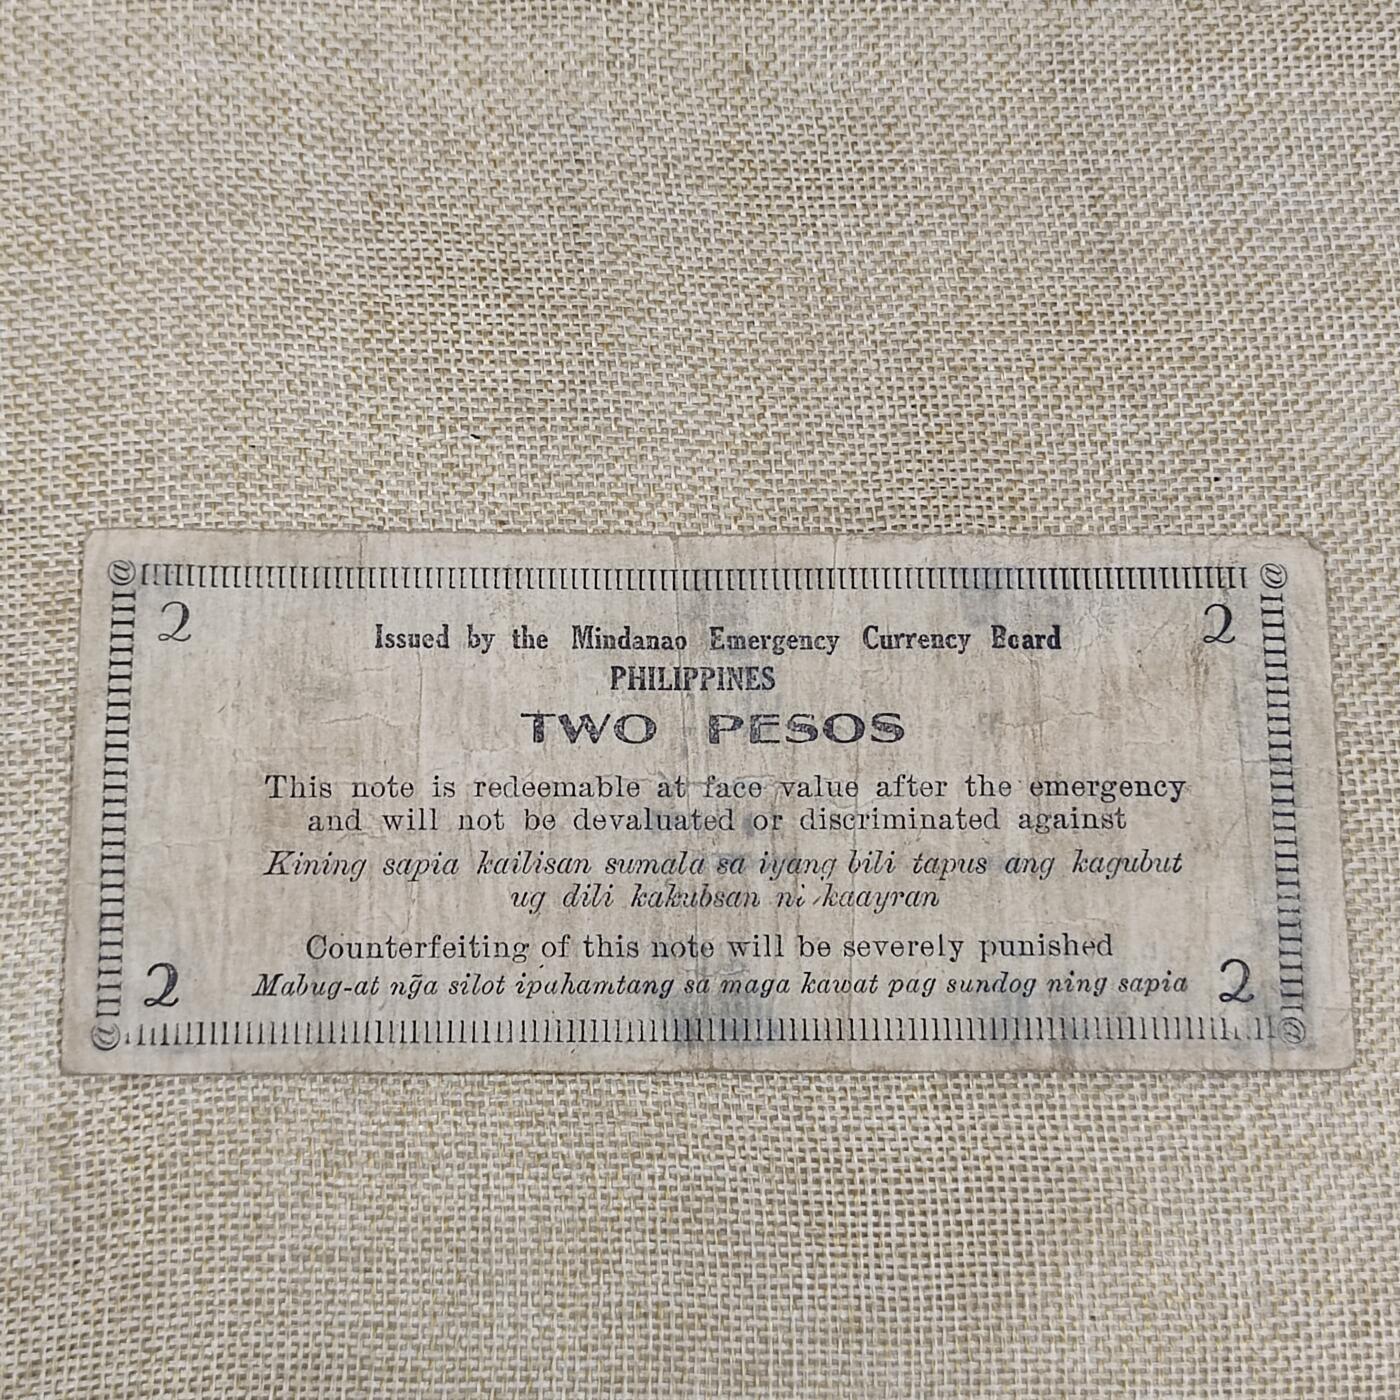 2 2
Issued by the Mindanao Emergency Currency Board
PHILIPPINES
TWO PESOS
This note is redeemable at face value after the emergency
and will not be devaluated or discriminated against
Kining sapia kailisan sumala sa iyang bili tapus ang kagubut
ug dili kakubsan ni kaayran
Counterfeiting of this note will be severely punished
Mabug-at ng̃a silot ipahamtang sa maga kawat pag sundog ning sapia
2 2